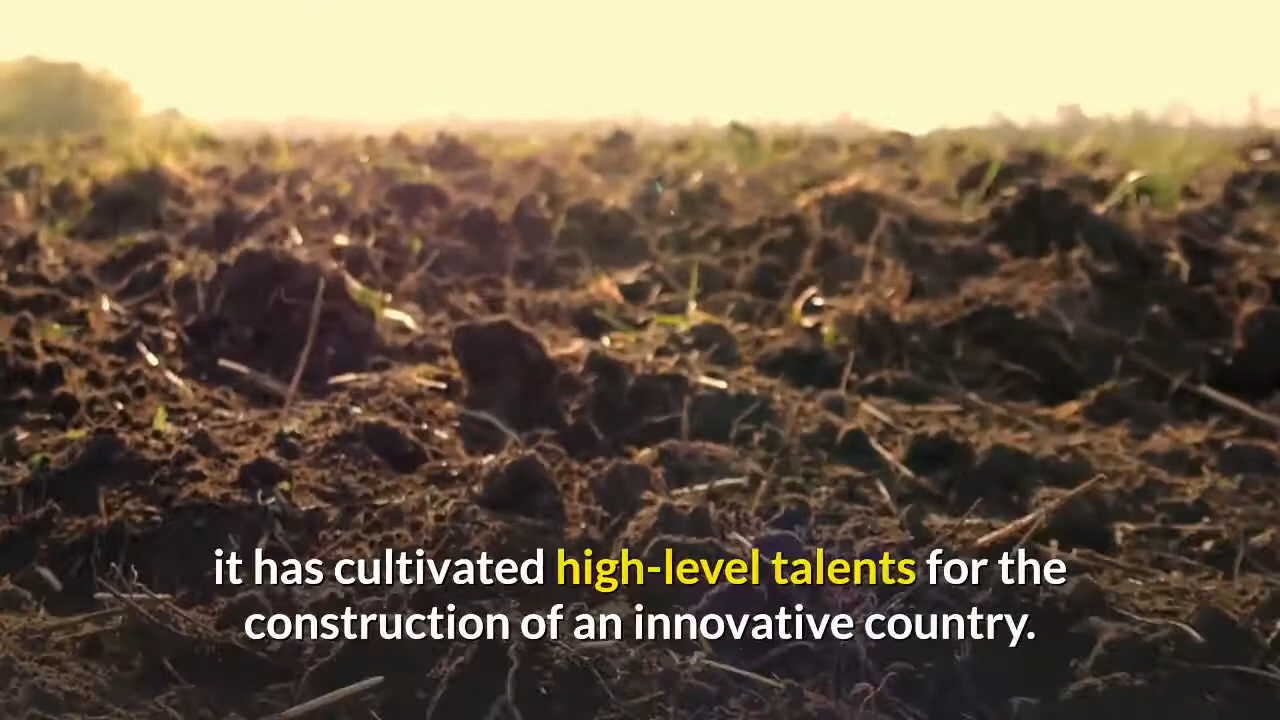 it has cultivated high-level talents for the
construction of an innovative country.